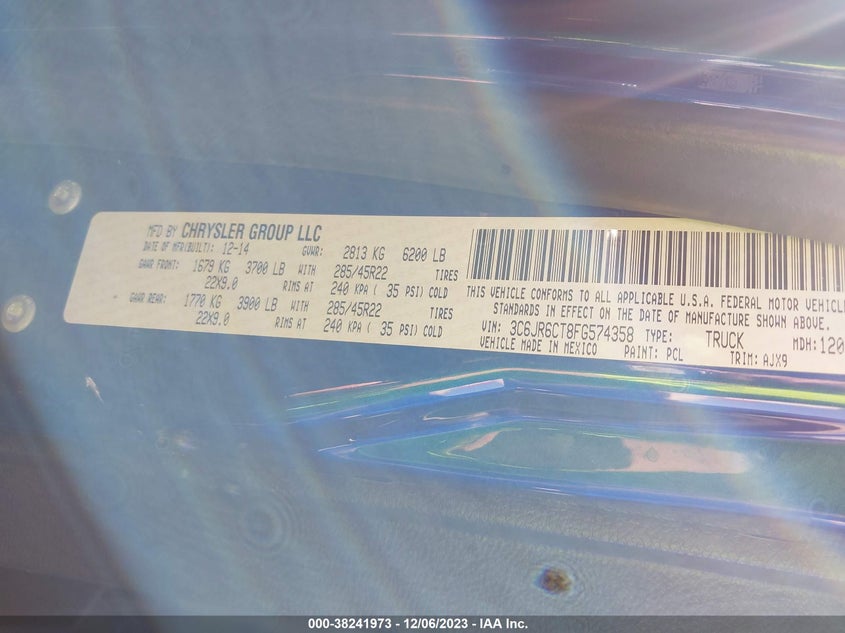 MFD BY CHRYSLER GROUP LLC
DATE OF MFR(BUILT): 12-14 GVWR: 2813 KG 6200 LB
GAWR FRONT: 1679 KG 3700 LB WITH 285/45R22 TIRES
22X9.0 RIMS AT 240 KPA ( 35 PSI) COLD
GAWR REAR: 1770 KG 3900 LB WITH 285/45R22 TIRES
22X9.0 RIMS AT 240 KPA ( 35 PSI) COLD
THIS VEHICLE CONFORMS TO ALL APPLICABLE U.S.A. FEDERAL MOTOR VEHICLE
STANDARDS IN EFFECT ON THE DATE OF MANUFACTURE SHOWN ABOVE.
VIN: 3C6JR6CT8FG574358 TYPE: TRUCK MDH:120
VEHICLE MADE IN MEXICO PAINT: PCL TRIM: AJX9
000-38241973 - 12/06/2023 - IAA Inc.